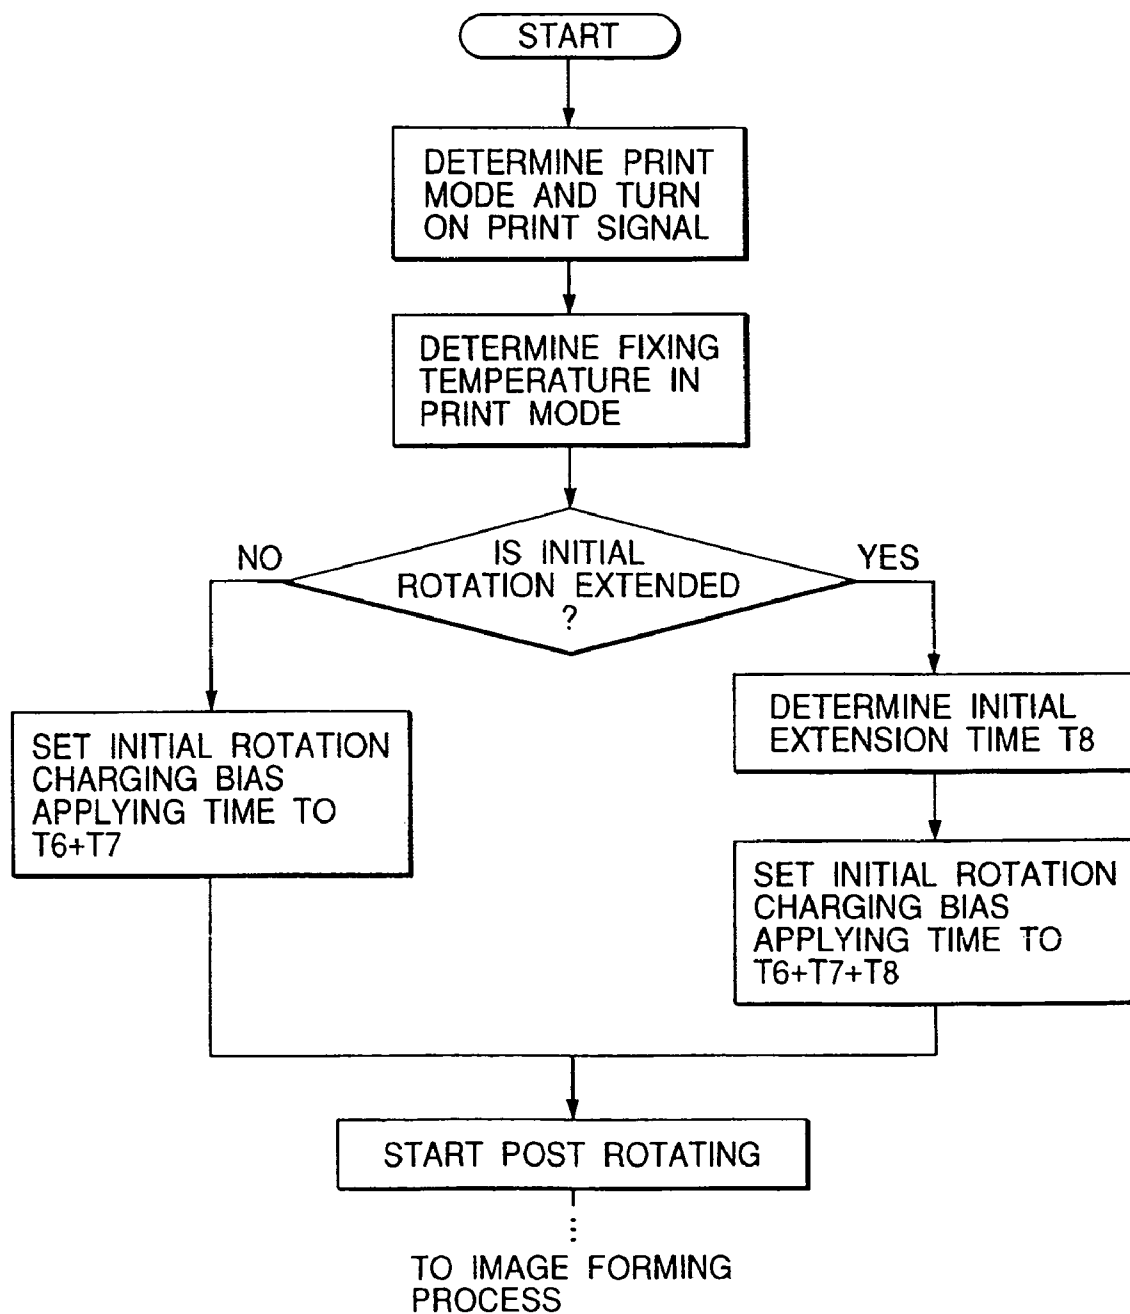 START
DETERMINE PRINT
MODE AND TURN
ON PRINT SIGNAL
DETERMINE FIXING
TEMPERATURE IN
PRINT MODE
IS INITIAL
ROTATION EXTENDED
?
NO
YES
SET INITIAL ROTATION
CHARGING BIAS
APPLYING TIME TO
T6+T7
DETERMINE INITIAL
EXTENSION TIME T8
SET INITIAL ROTATION
CHARGING BIAS
APPLYING TIME TO
T6+T7+T8
START POST ROTATING
TO IMAGE FORMING
PROCESS